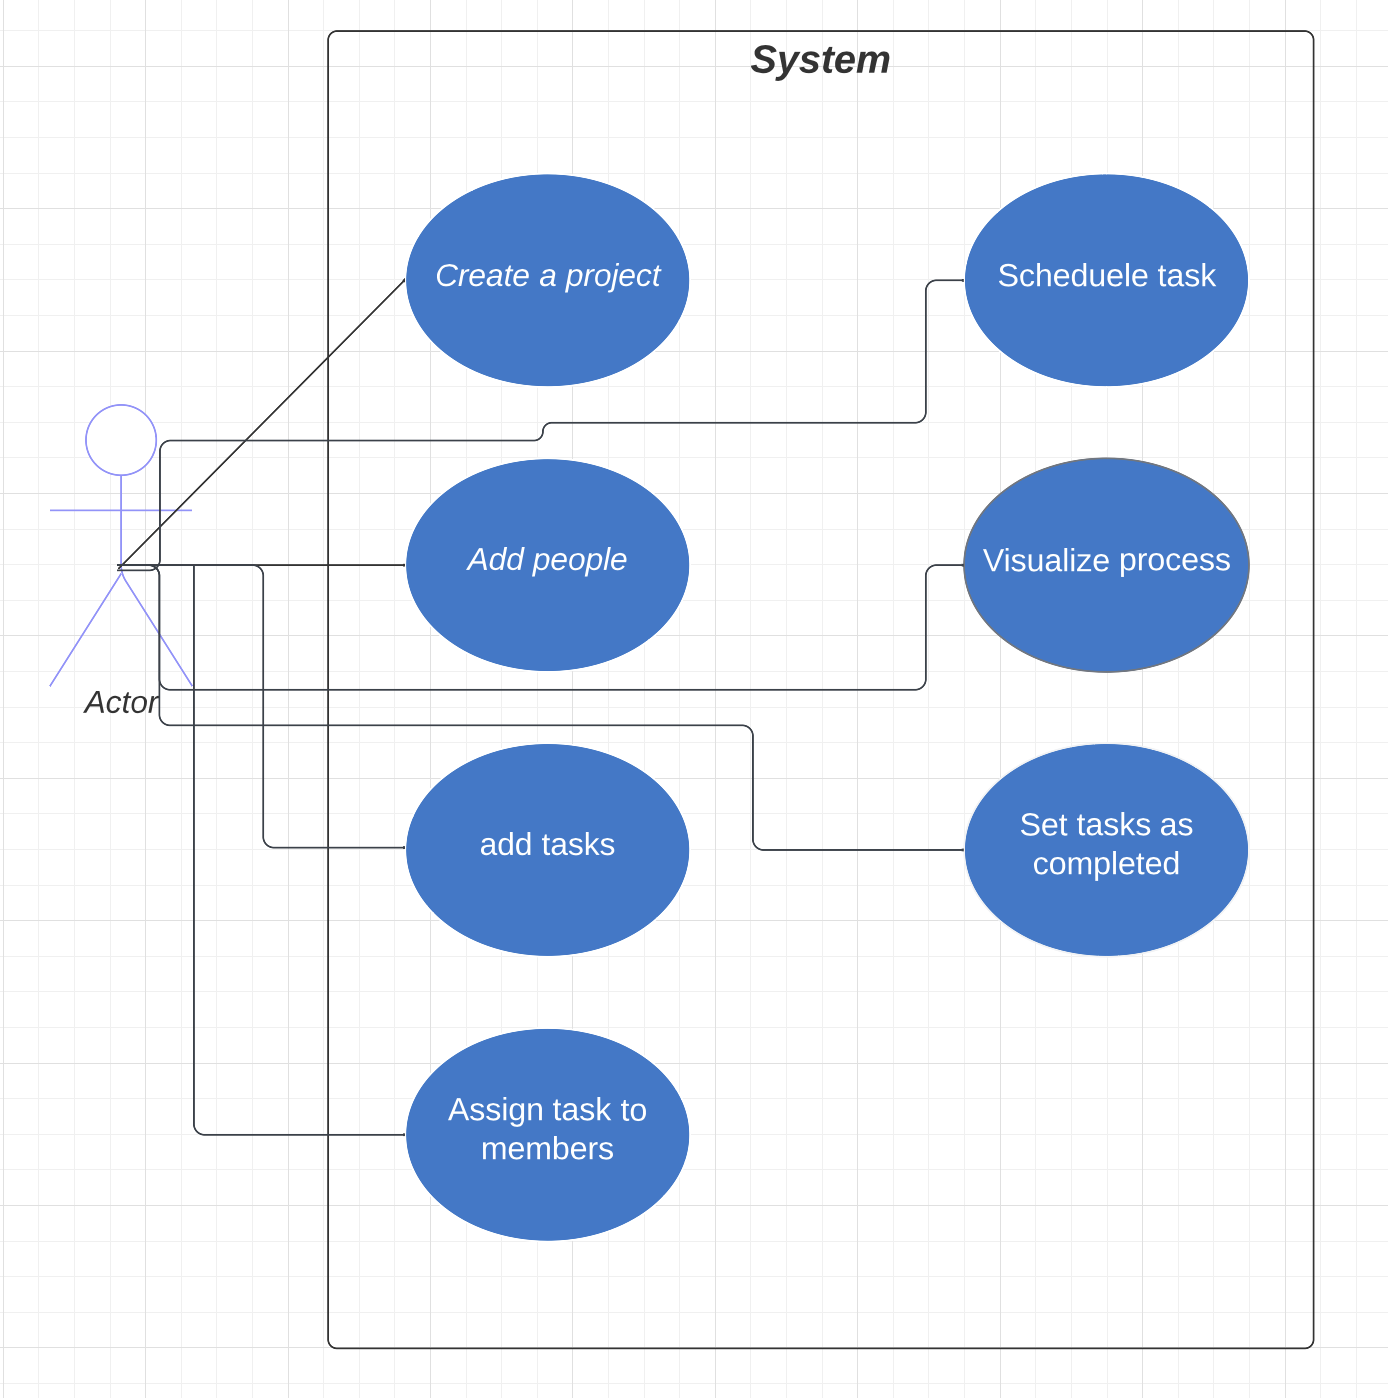 System
Create a project
Scheduele task
Add people
Visualize process
Actor
add tasks
Set tasks as
completed
Assign task to
members